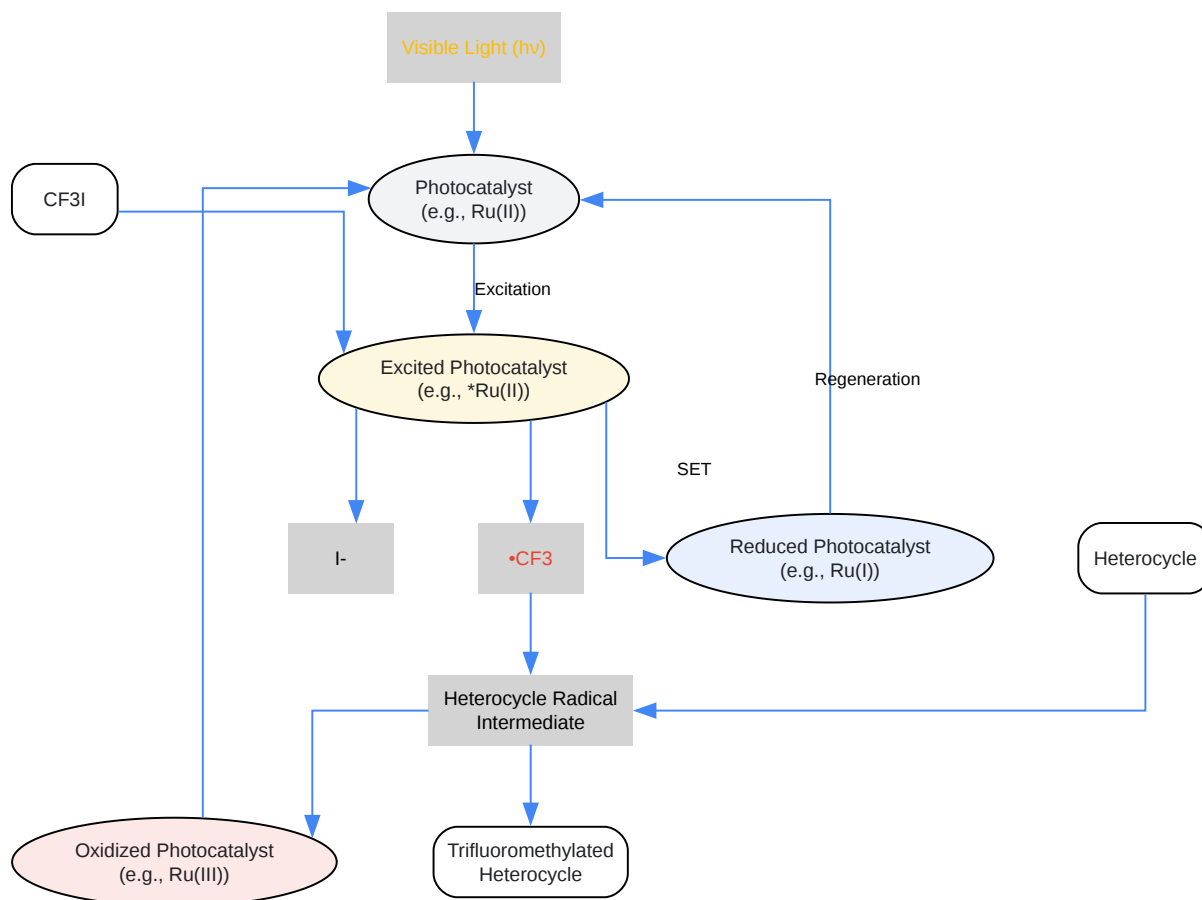 Visible Light (hν)
CF3I
Photocatalyst
(e.g., Ru(II))
Excitation
Excited Photocatalyst
(e.g., *Ru(II))
Regeneration
SET
I-
•CF3
Reduced Photocatalyst
(e.g., Ru(I))
Heterocycle
Heterocycle Radical
Intermediate
Oxidized Photocatalyst
(e.g., Ru(III))
Trifluoromethylated
Heterocycle